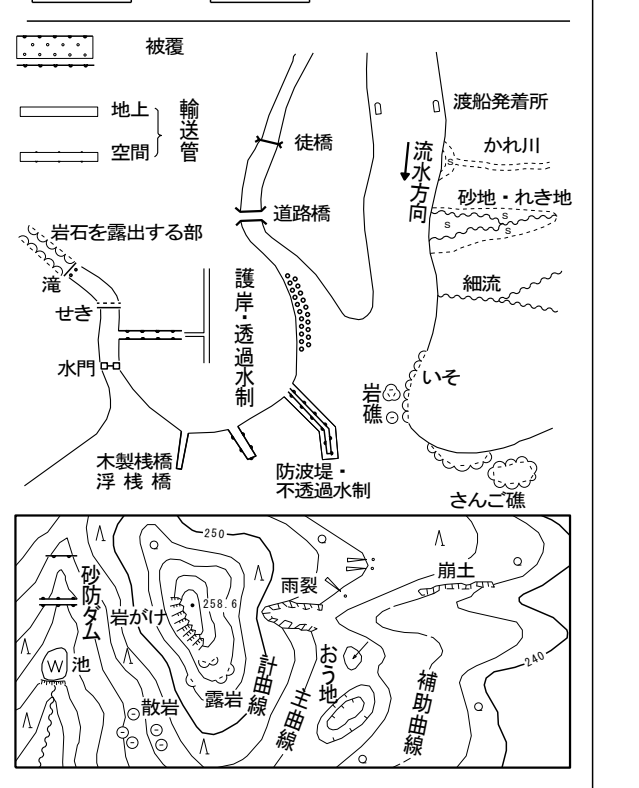 被覆
地上
空間
輸送管
徒橋
道路橋
渡船発着所
流水方向
かれ川
S
砂地・れき地
S
S
細流
岩石を露出する部
滝
せき
水門
護岸・透過水制
いそ
岩礁
木製桟橋
浮桟橋
防波堤・
不透過水制
さんご礁
砂防ダム
池
W
岩がけ
散岩
露岩
250
258.6
計曲線
主曲線
雨裂
おう地
崩土
補助曲線
240